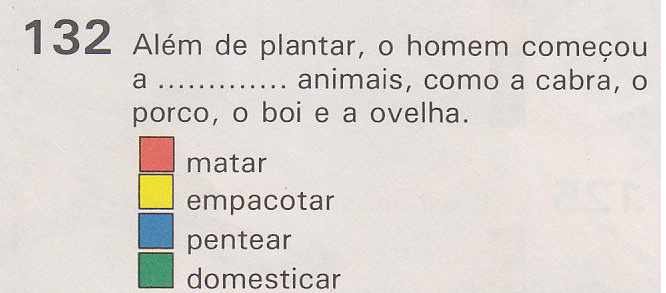 132 Além de plantar, o homem começou
a ............. animais, como a cabra, o
porco, o boi e a ovelha.
matar
empacotar
pentear
domesticar